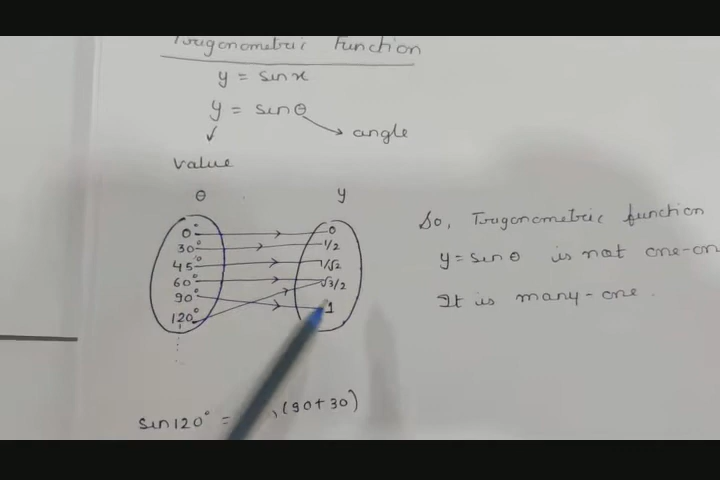 Trigonometric Function
y = sin x
y = sin θ
angle
value
θ
y
0°
30°
45°
60°
90°
120°
0
1/2
1/√2
√3/2
1
So, Trigonometric function
y = sin θ is not one-on
It is many-one.
sin 120° = (90+30)